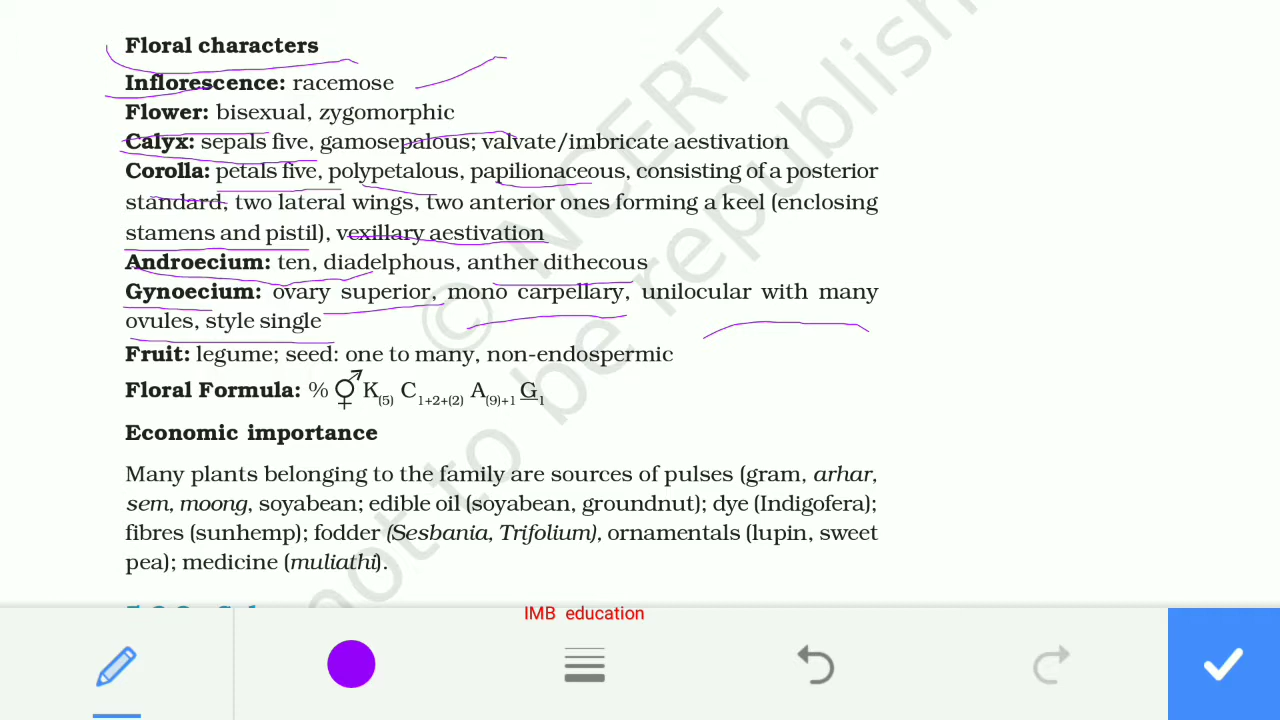 Floral characters
Inflorescence: racemose
Flower: bisexual, zygomorphic
Calyx: sepals five, gamosepalous; valvate/imbricate aestivation
Corolla: petals five, polypetalous, papilionaceous, consisting of a posterior
standard, two lateral wings, two anterior ones forming a keel (enclosing
stamens and pistil), vexillary aestivation
Androecium: ten, diadelphous, anther dithecous
Gynoecium: ovary superior, mono carpellary, unilocular with many
ovules, style single
Fruit: legume; seed: one to many, non-endospermic
Floral Formula: % ⚥ K(5) C1+2+(2) A(9)+1 G1
Economic importance
Many plants belonging to the family are sources of pulses (gram, arhar,
sem, moong, soyabean; edible oil (soyabean, groundnut); dye (Indigofera);
fibres (sunhemp); fodder (Sesbania, Trifolium), ornamentals (lupin, sweet
pea); medicine (muliathi).
IMB education
© NCERT
not to be republish